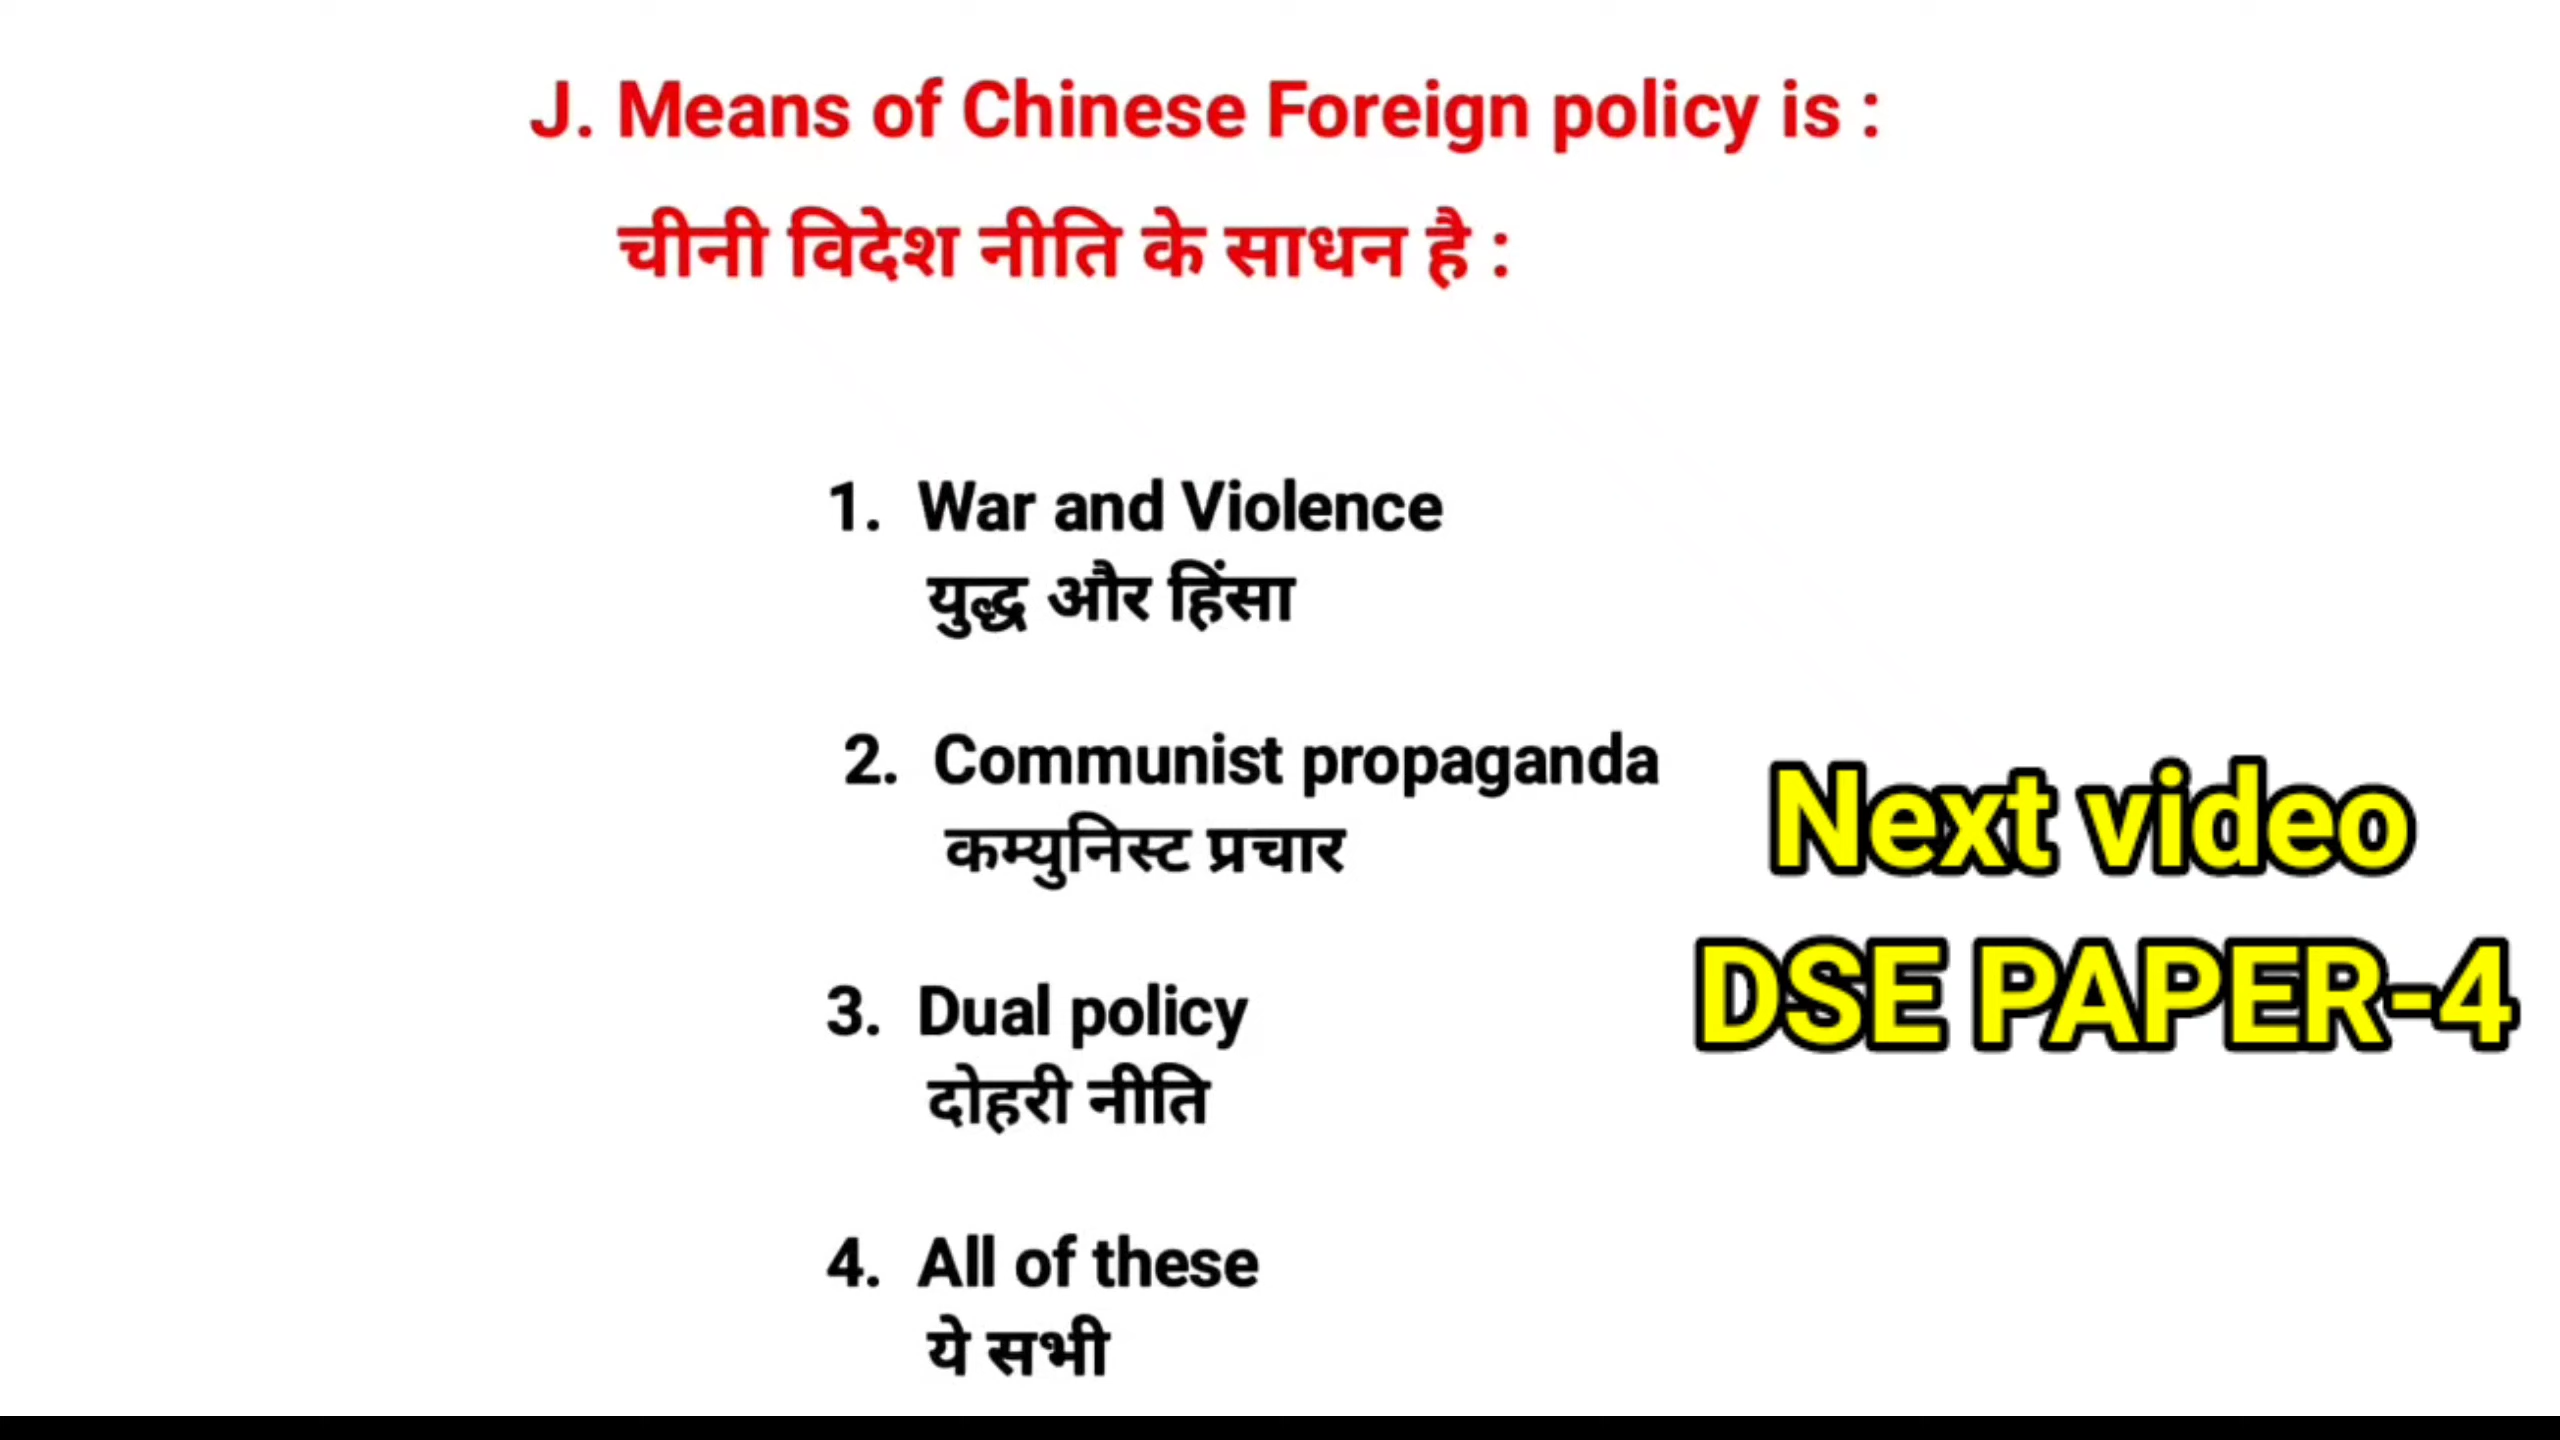 J. Means of Chinese Foreign policy is :
चीनी विदेश नीति के साधन है :
1. War and Violence
युद्ध और हिंसा
2. Communist propaganda
कम्युनिस्ट प्रचार
3. Dual policy
दोहरी नीति
4. All of these
ये सभी
Next video
DSE PAPER-4